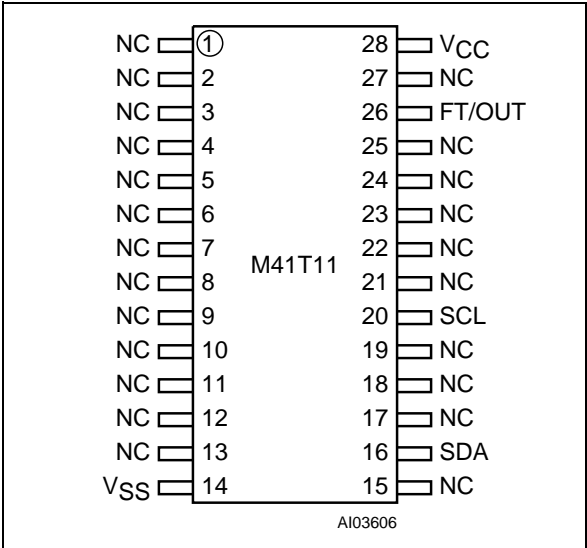 NC 1 28 VCC
NC 2 27 NC
NC 3 26 FT/OUT
NC 4 25 NC
NC 5 24 NC
NC 6 23 NC
NC 7 22 NC
M41T11
NC 8 21 NC
NC 9 20 SCL
NC 10 19 NC
NC 11 18 NC
NC 12 17 NC
NC 13 16 SDA
VSS 14 15 NC
AI03606